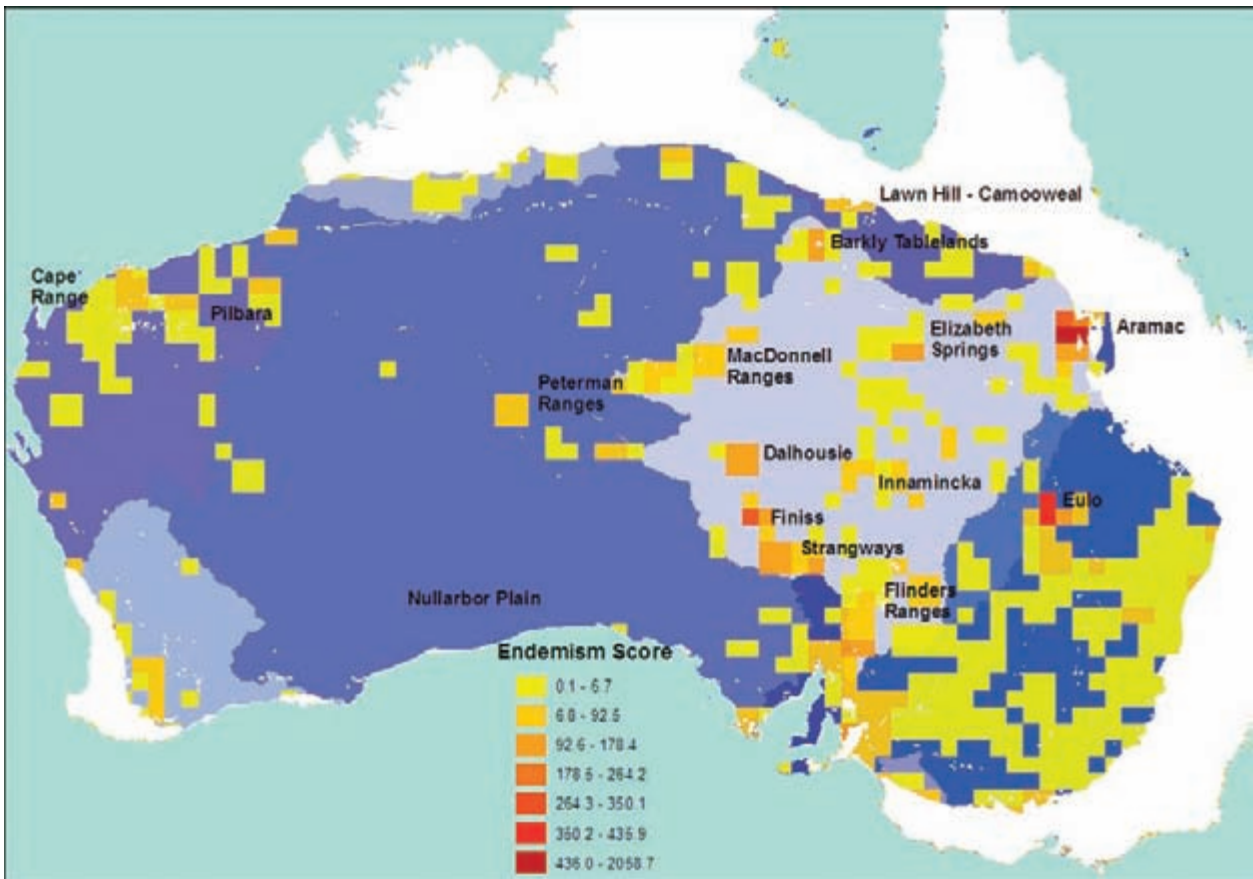 Lawn Hill - Camooweal
Barkly Tablelands
Cape
Range
Pilbara
Elizabeth
Springs
Aramac
MacDonnell
Ranges
Peterman
Ranges
Dalhousie
Innamincka
Eulo
Finiss
Strangways
Flinders
Ranges
Nullarbor Plain
Endemism Score
0.1 - 6.7
6.8 - 92.5
92.6 - 178.4
178.5 - 264.2
264.3 - 350.1
350.2 - 435.9
436.0 - 2058.7